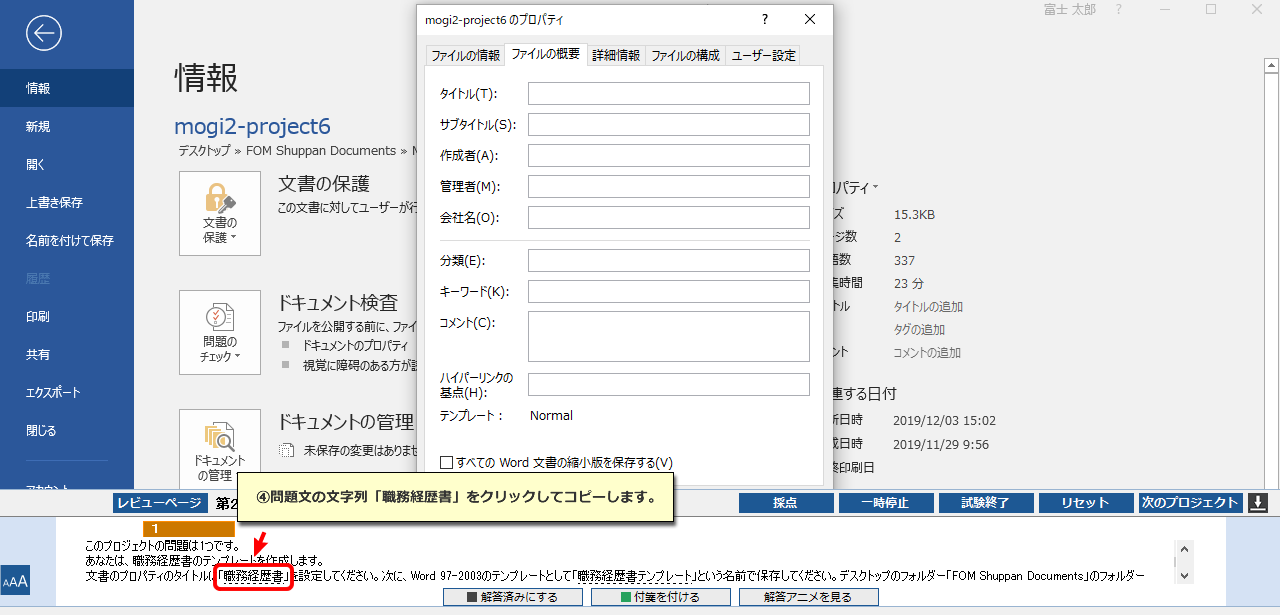 mogi2-project6 のプロパティ
?
富士 太郎
?
情報
新規
開く
上書き保存
名前を付けて保存
履歴
印刷
共有
エクスポート
閉じる
情報
mogi2-project6
デスクトップ » FOM Shuppan Documents »
文書の保護
この文書に対してユーザーが行
文書の
保護
ドキュメント検査
ファイルを公開する前に、ファイ
ドキュメントのプロパティ
視覚に障碍のある方が
問題の
チェック
ドキュメントの管理
未保存の変更はありませ
ドキュメント
の管理
ファイルの情報
ファイルの概要
詳細情報
ファイルの構成
ユーザー設定
タイトル(T):
サブタイトル(S):
作成者(A):
管理者(M):
会社名(O):
分類(E):
キーワード(K):
コメント(C):
ハイパーリンクの
基点(H):
テンプレート: Normal
すべての Word 文書の縮小版を保存する(V)
パティ
ズ 15.3KB
ジ数 2
語数 337
集時間 23 分
トル タイトルの追加
タグの追加
ント コメントの追加
連する日付
新日時 2019/12/03 15:02
成日時 2019/11/29 9:56
終印刷日
アカウント
レビューページ
第2
④問題文の文字列「職務経歴書」をクリックしてコピーします。
採点
一時停止
試験終了
リセット
次のプロジェクト
1
このプロジェクトの問題は1つです。
あなたは、職務経歴書のテンプレートを作成します。
文書のプロパティのタイトルに「職務経歴書」を設定してください。次に、Word 97-2003のテンプレートとして「職務経歴書テンプレート」という名前で保存してください。デスクトップのフォルダー「FOM Shuppan Documents」のフォルダー
AAA
解答済みにする
付箋を付ける
解答アニメを見る